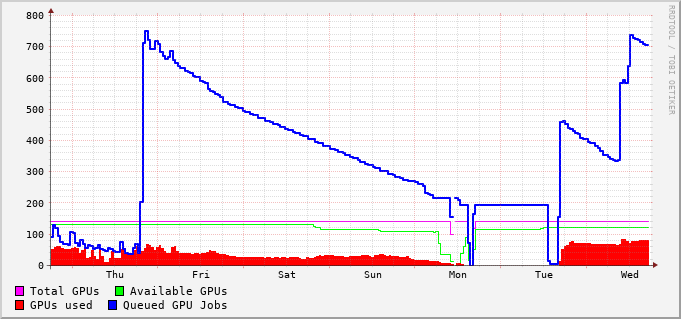 800
700
600
500
400
300
200
100
0
Thu Fri Sat Sun Mon Tue Wed
Total GPUs Available GPUs
GPUs used Queued GPU Jobs
RRDTOOL / TOBI OETIKER